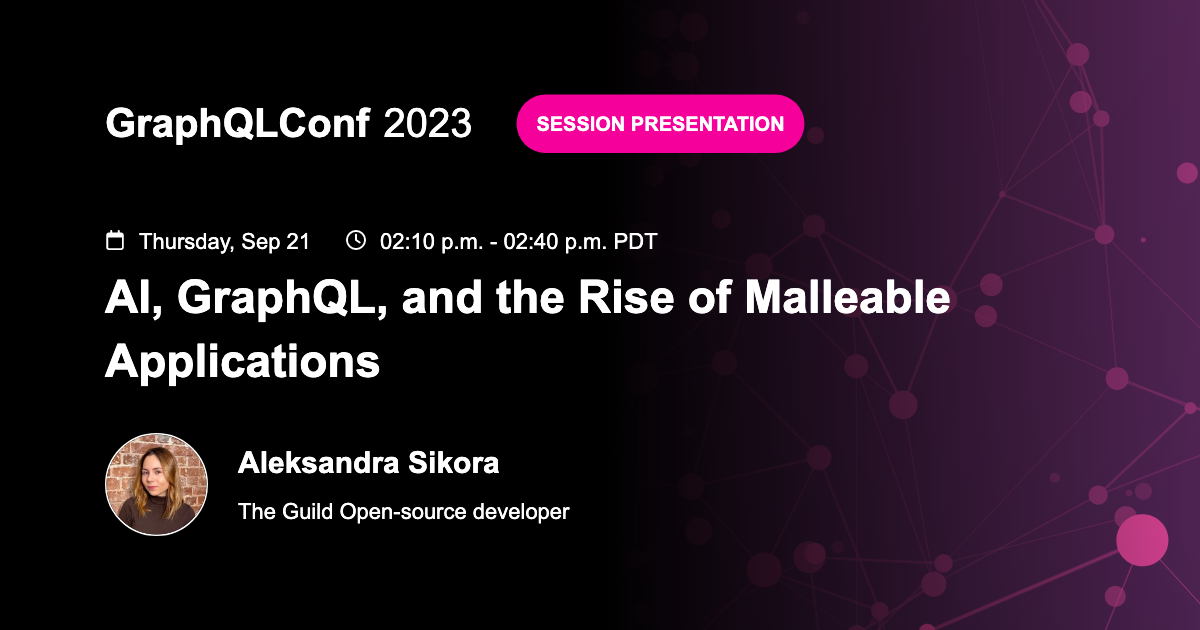 GraphQLConf 2023
SESSION PRESENTATION
Thursday, Sep 21
02:10 p.m. - 02:40 p.m. PDT
AI, GraphQL, and the Rise of Malleable
Applications
Aleksandra Sikora
The Guild Open-source developer